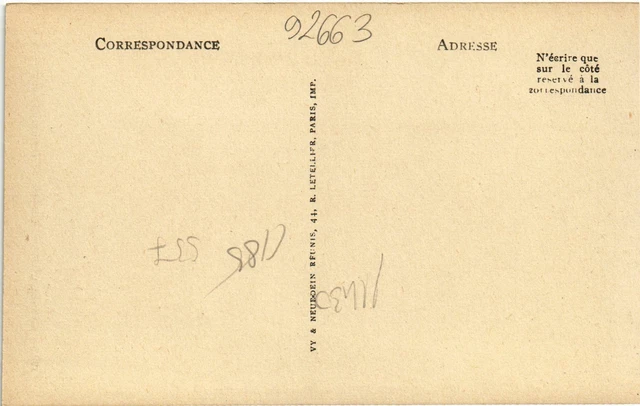 92663
CORRESPONDANCE
ADRESSE
N'écrire que
sur le côté
reservé à la
correspondance
VY & NEURDEIN RÉUNIS, 44, R. LETELLIER, PARIS, IMP.